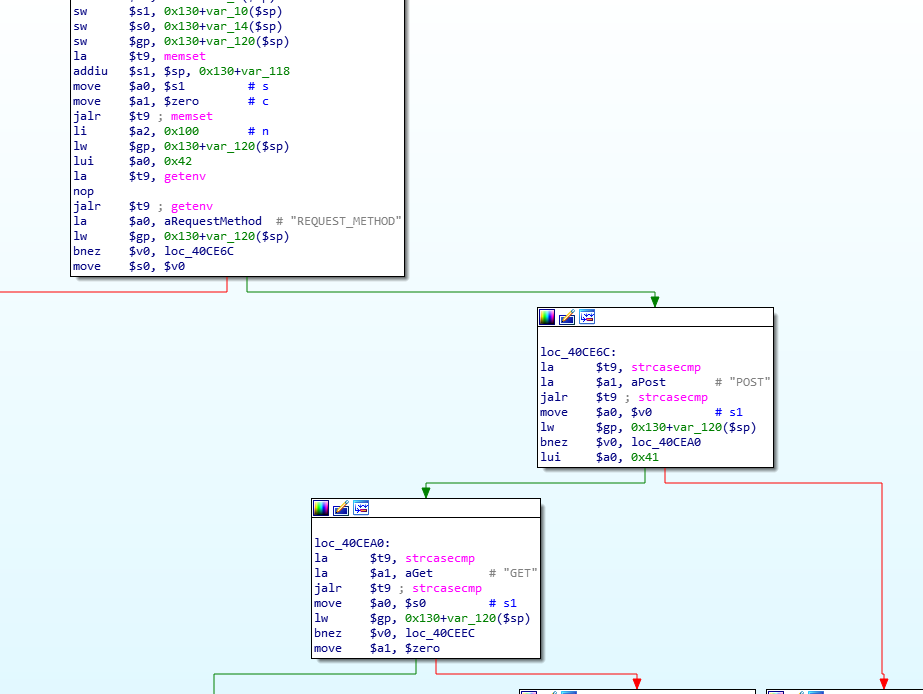 sw $s1, 0x130+var_10($sp)
sw $s0, 0x130+var_14($sp)
sw $gp, 0x130+var_120($sp)
la $t9, memset
addiu $s1, $sp, 0x130+var_118
move $a0, $s1 # s
move $a1, $zero # c
jalr $t9 ; memset
li $a2, 0x100 # n
lw $gp, 0x130+var_120($sp)
lui $a0, 0x42
la $t9, getenv
nop
jalr $t9 ; getenv
la $a0, aRequestMethod # "REQUEST_METHOD"
lw $gp, 0x130+var_120($sp)
bnez $v0, loc_40CE6C
move $s0, $v0
loc_40CE6C:
la $t9, strcasecmp
la $a1, aPost # "POST"
jalr $t9 ; strcasecmp
move $a0, $v0 # s1
lw $gp, 0x130+var_120($sp)
bnez $v0, loc_40CEA0
lui $a0, 0x41
loc_40CEA0:
la $t9, strcasecmp
la $a1, aGet # "GET"
jalr $t9 ; strcasecmp
move $a0, $s0 # s1
lw $gp, 0x130+var_120($sp)
bnez $v0, loc_40CEEC
move $a1, $zero